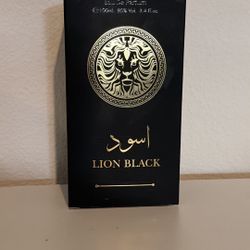 Eau De Parfum
℮100ml. 80% Vol. 3.4 fl.oz
اسود
LION BLACK